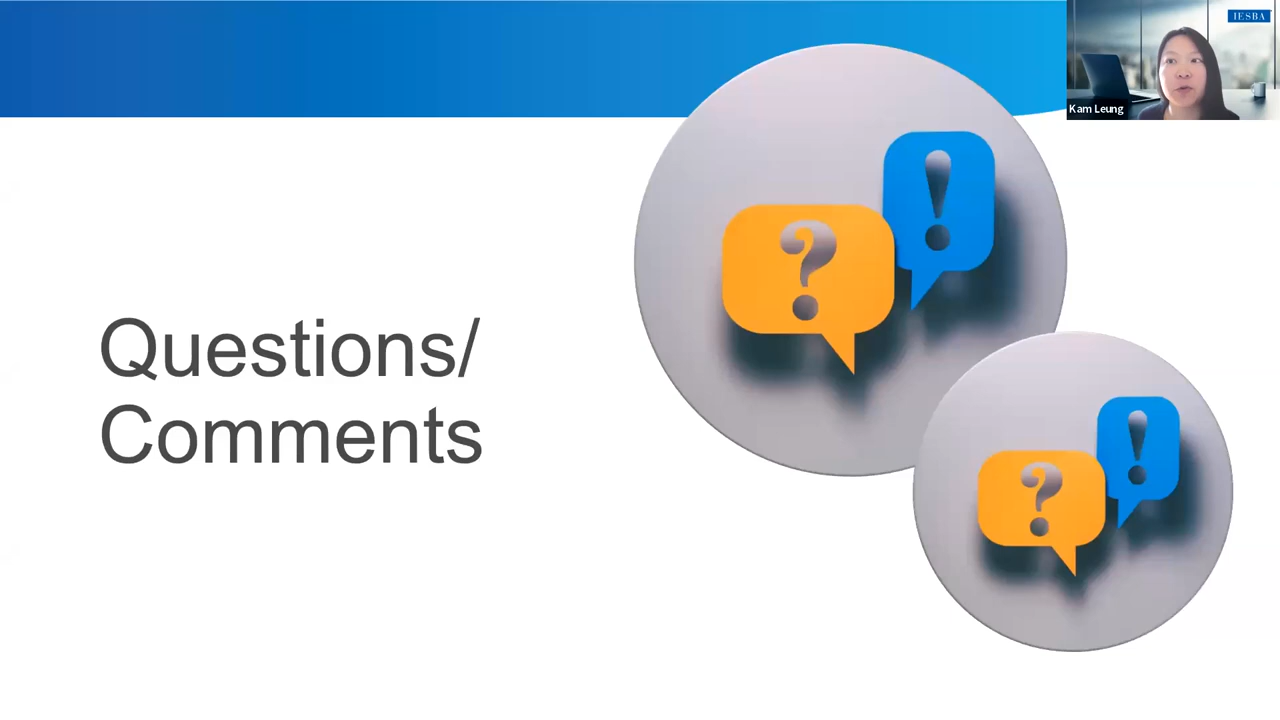 IESBA
Kam Leung
Questions/
Comments
?
!
?
!